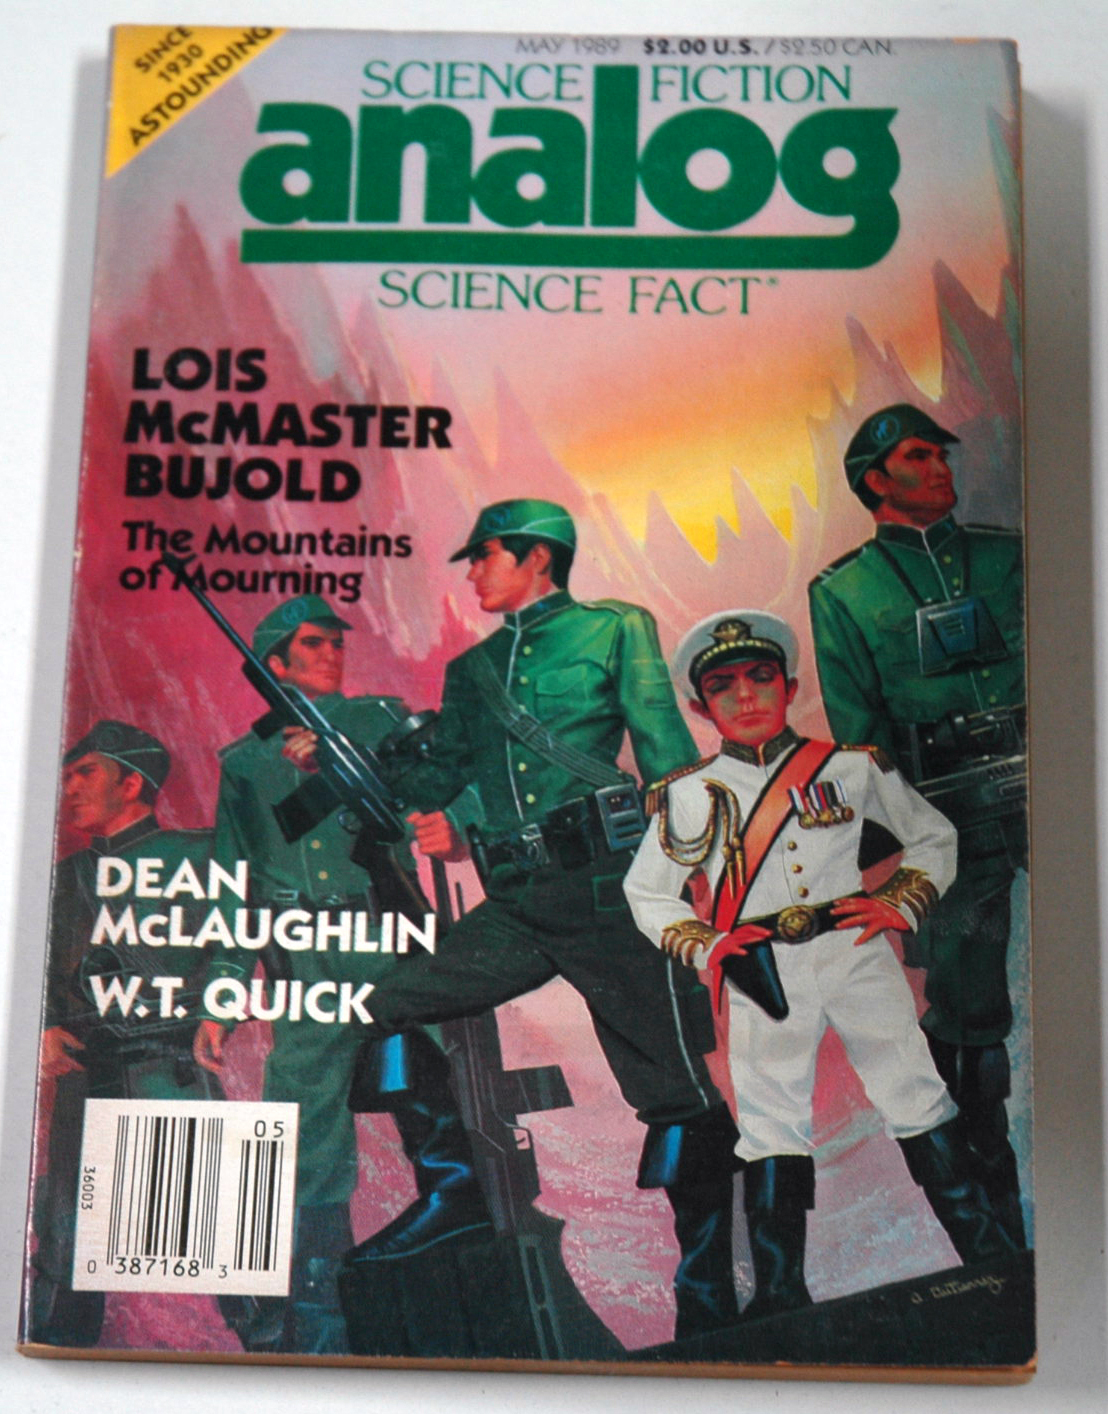 SINCE
1930
ASTOUNDING
MAY 1989 $2.00 U.S. / $2.50 CAN.
SCIENCE FICTION
analog
SCIENCE FACT®
LOIS
McMASTER
BUJOLD
The Mountains
of Mourning
DEAN
McLAUGHLIN
W.T. QUICK
05
36003
0 387168 3